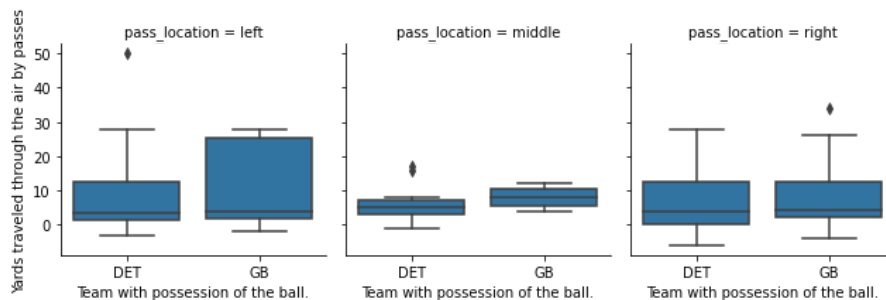 pass_location = left
pass_location = middle
pass_location = right
Yards traveled through the air by passes
50
40
30
20
10
0
DET
GB
DET
GB
DET
GB
Team with possession of the ball.
Team with possession of the ball.
Team with possession of the ball.